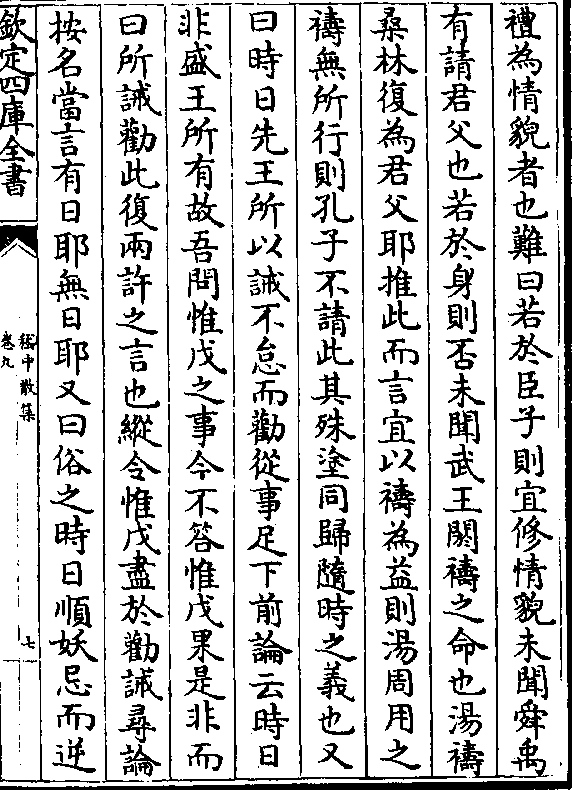 禮為情貌者也難曰若於臣子則宜修情貌未聞舜禹
有請君父也若於身則否未聞武王閼禱之命也湯禱
桑林復為君父耶推此而言宜以禱為益則湯周用之
禱無所行則孔子不請此其殊塗同歸隨時之義也又
曰時日先王所以誡不怠而勸從事足下前論云時日
非盛王所有故吾問惟戊之事今不答惟戊果是非而
曰所誡勸此復兩許之言也縱令惟戊盡於勸誡尋論
按名當言有日耶無日耶又曰俗之時日順妖忌而逆
欽定四庫全書
嵇中散集
卷九
七